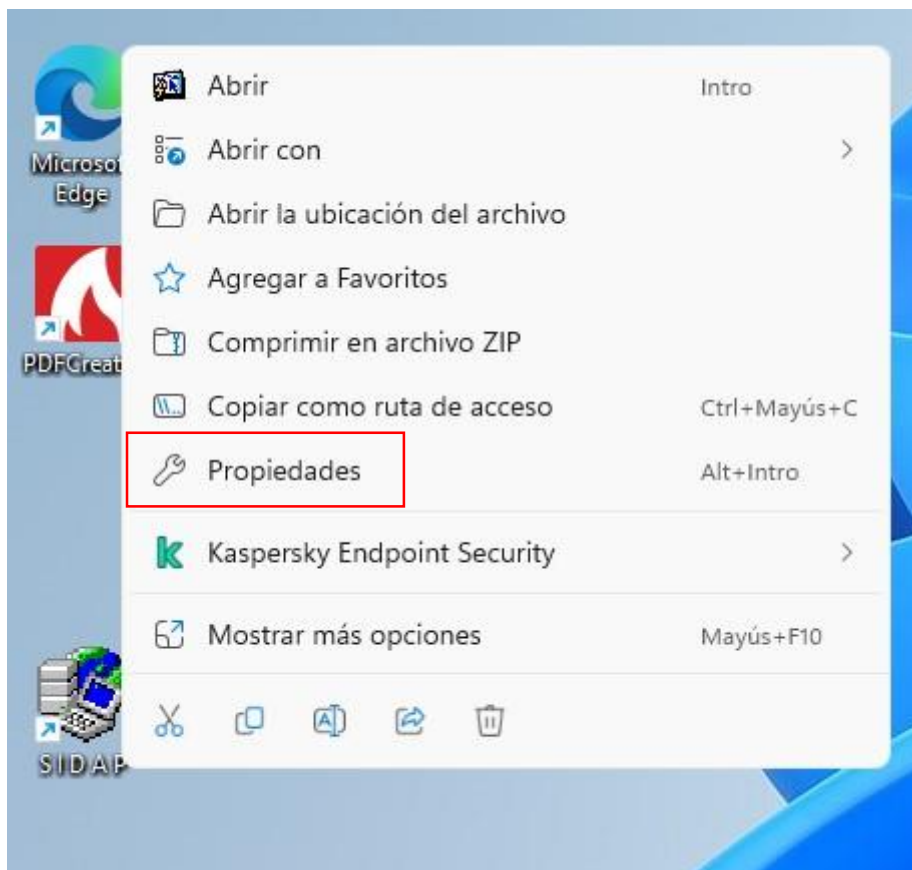 Microsof
Edge
PDFCreat
SIDAP
Abrir Intro
Abrir con
Abrir la ubicación del archivo
Agregar a Favoritos
Comprimir en archivo ZIP
Copiar como ruta de acceso Ctrl+Mayús+C
Propiedades Alt+Intro
Kaspersky Endpoint Security
Mostrar más opciones Mayús+F10